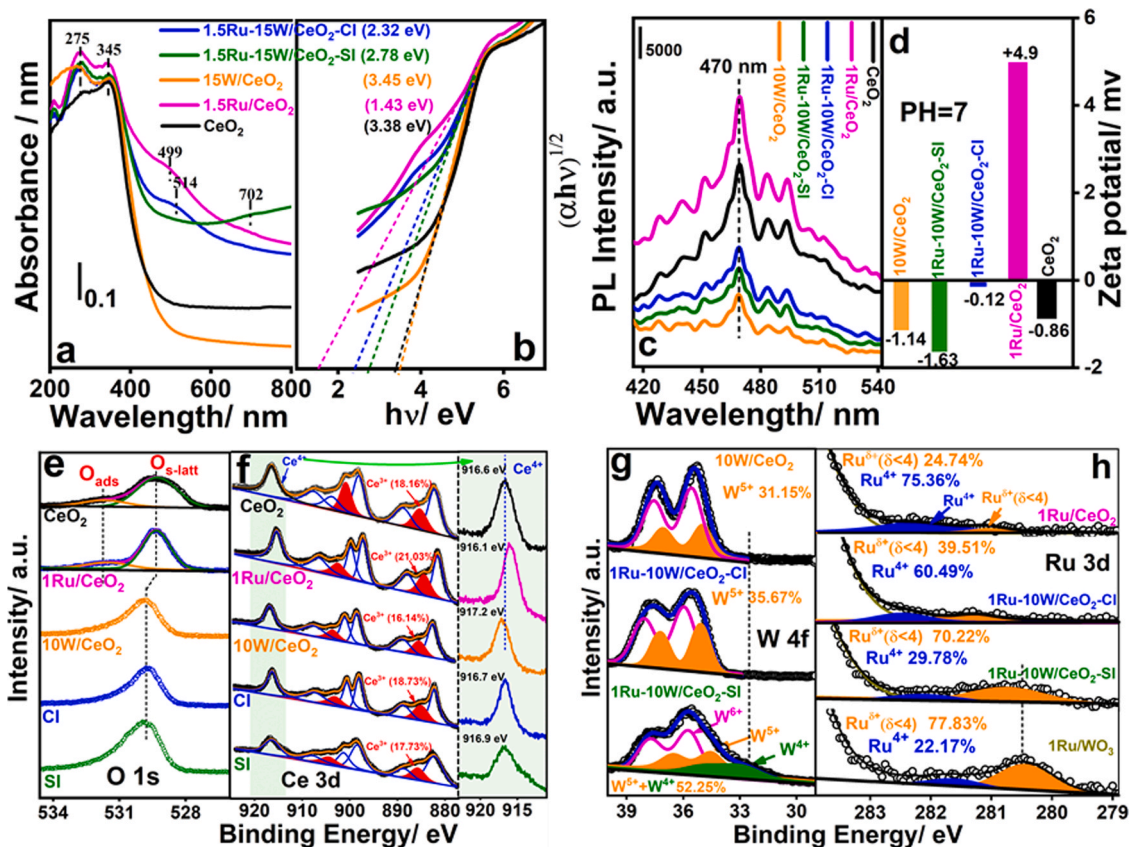 275
345
1.5Ru-15W/CeO₂-CI (2.32 eV)
1.5Ru-15W/CeO₂-SI (2.78 eV)
15W/CeO₂ (3.45 eV)
1.5Ru/CeO₂ (1.43 eV)
CeO₂ (3.38 eV)
499
514
702
0.1
a
b
Absorbance / nm
200 400 600 800
2 4 6
Wavelength/ nm
hν/ eV
(αhν)¹/²
5000
470 nm
10W/CeO₂
1Ru-10W/CeO₂-SI
1Ru-10W/CeO₂-CI
1Ru/CeO₂
CeO₂
c
PL Intensity/ a.u.
420 450 480 510 540
Wavelength/ nm
d
PH=7
+4.9
10W/CeO₂
1Ru-10W/CeO₂-SI
1Ru-10W/CeO₂-CI
1Ru/CeO₂
CeO₂
-1.14
-1.63
-0.12
-0.86
6
4
2
0
-2
Zeta potatial/ mv
e
Oads
Os-latt
CeO₂
1Ru/CeO₂
10W/CeO₂
CI
SI
O 1s
Intensity/ a.u.
534 531 528
f
Ce⁴⁺
Ce³⁺ (18.16%)
CeO₂
Ce³⁺ (21.03%)
1Ru/CeO₂
Ce³⁺ (16.14%)
10W/CeO₂
Ce³⁺ (18.73%)
CI
Ce³⁺ (17.73%)
SI
Ce 3d
916.6 eV
Ce⁴⁺
916.1 eV
917.2 eV
916.7 eV
916.9 eV
920 910 900 890 880
920 915
Binding Energy/ eV
g
10W/CeO₂
W⁵⁺ 31.15%
1Ru-10W/CeO₂-CI
W⁵⁺ 35.67%
W 4f
1Ru-10W/CeO₂-SI
W⁶⁺
W⁵⁺
W⁴⁺
W⁵⁺+W⁴⁺52.25%
Intensity/ a.u.
39 36 33 30
h
Ruᵟ⁺(δ<4) 24.74%
Ru⁴⁺ 75.36%
Ru⁴⁺
Ruᵟ⁺(δ<4)
1Ru/CeO₂
Ruᵟ⁺(δ<4) 39.51%
Ru⁴⁺ 60.49%
Ru 3d
1Ru-10W/CeO₂-CI
Ruᵟ⁺(δ<4) 70.22%
Ru⁴⁺ 29.78%
1Ru-10W/CeO₂-SI
Ruᵟ⁺(δ<4) 77.83%
Ru⁴⁺ 22.17%
1Ru/WO₃
283 282 281 280 279
Binding Energy/ eV